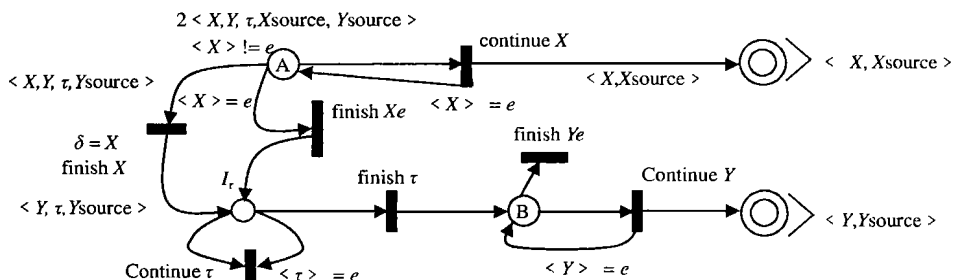 2 < X, Y, τ, Xsource, Ysource >
< X > != e
A
continue X
< X, Xsource >
< X, Xsource >
< X, Y, τ, Ysource >
< X > = e
< X > = e
finish Xe
δ = X
finish X
finish Ye
Iτ
finish τ
Continue Y
< Y, τ, Ysource >
B
< Y, Ysource >
Continue τ
< τ > = e
< Y > = e